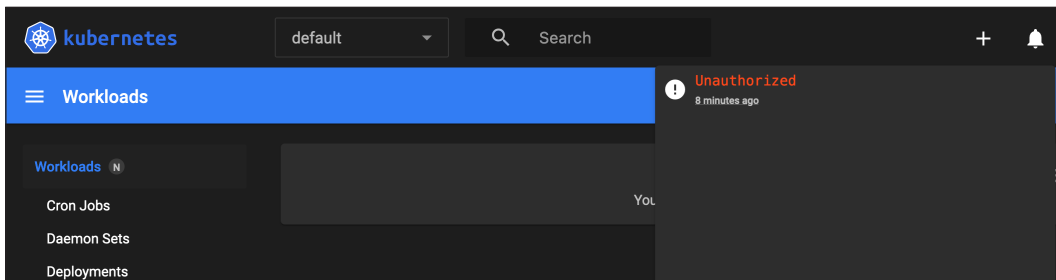 kubernetes
default
Search
Unauthorized
8 minutes ago
Workloads
Workloads N
You
Cron Jobs
Daemon Sets
Deployments